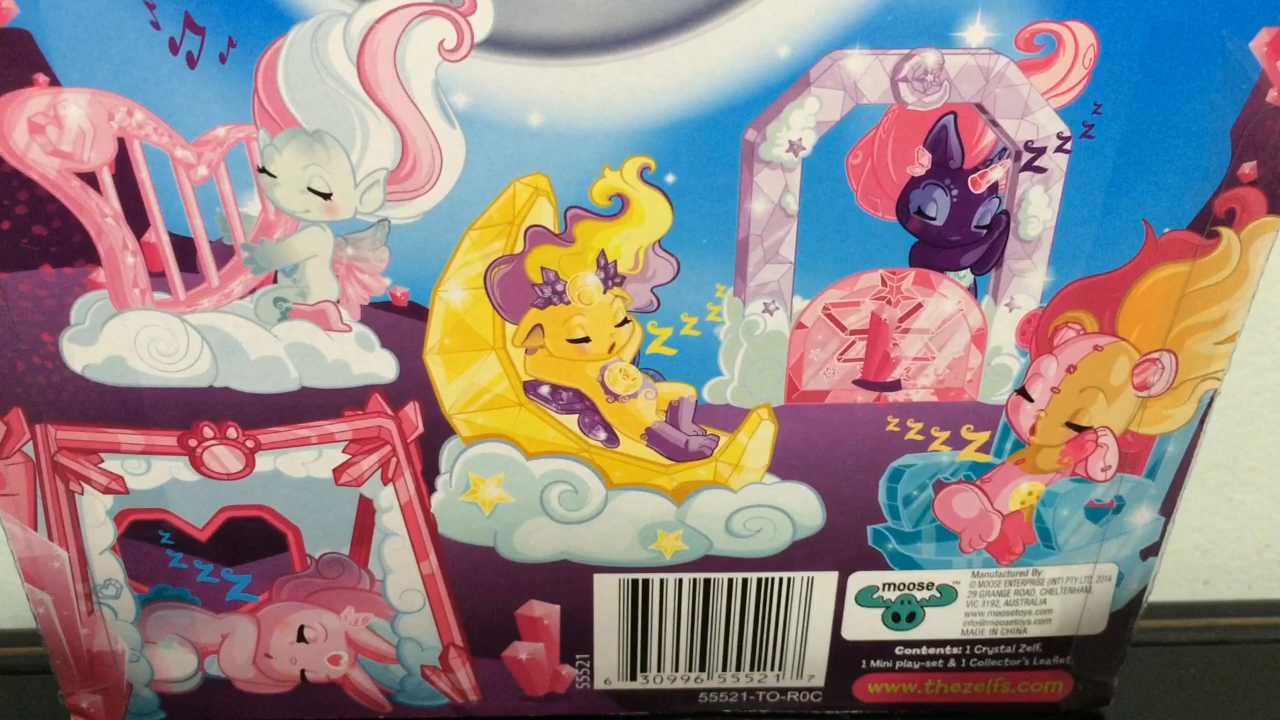 z z z
z z z z
z z z z
z z z z
moose™
Manufactured By:
© MOOSE ENTERPRISE (INT) PTY LTD, 2014
29 GRANGE ROAD, CHELTENHAM,
VIC 3192, AUSTRALIA
www.moosetoys.com
info@moosetoys.com
MADE IN CHINA
Contents: 1 Crystal Zelf,
1 Mini play-set & 1 Collector's Leaflet.
www.thezelfs.com
55521
6 30996 55521 7
55521-TO-R0C